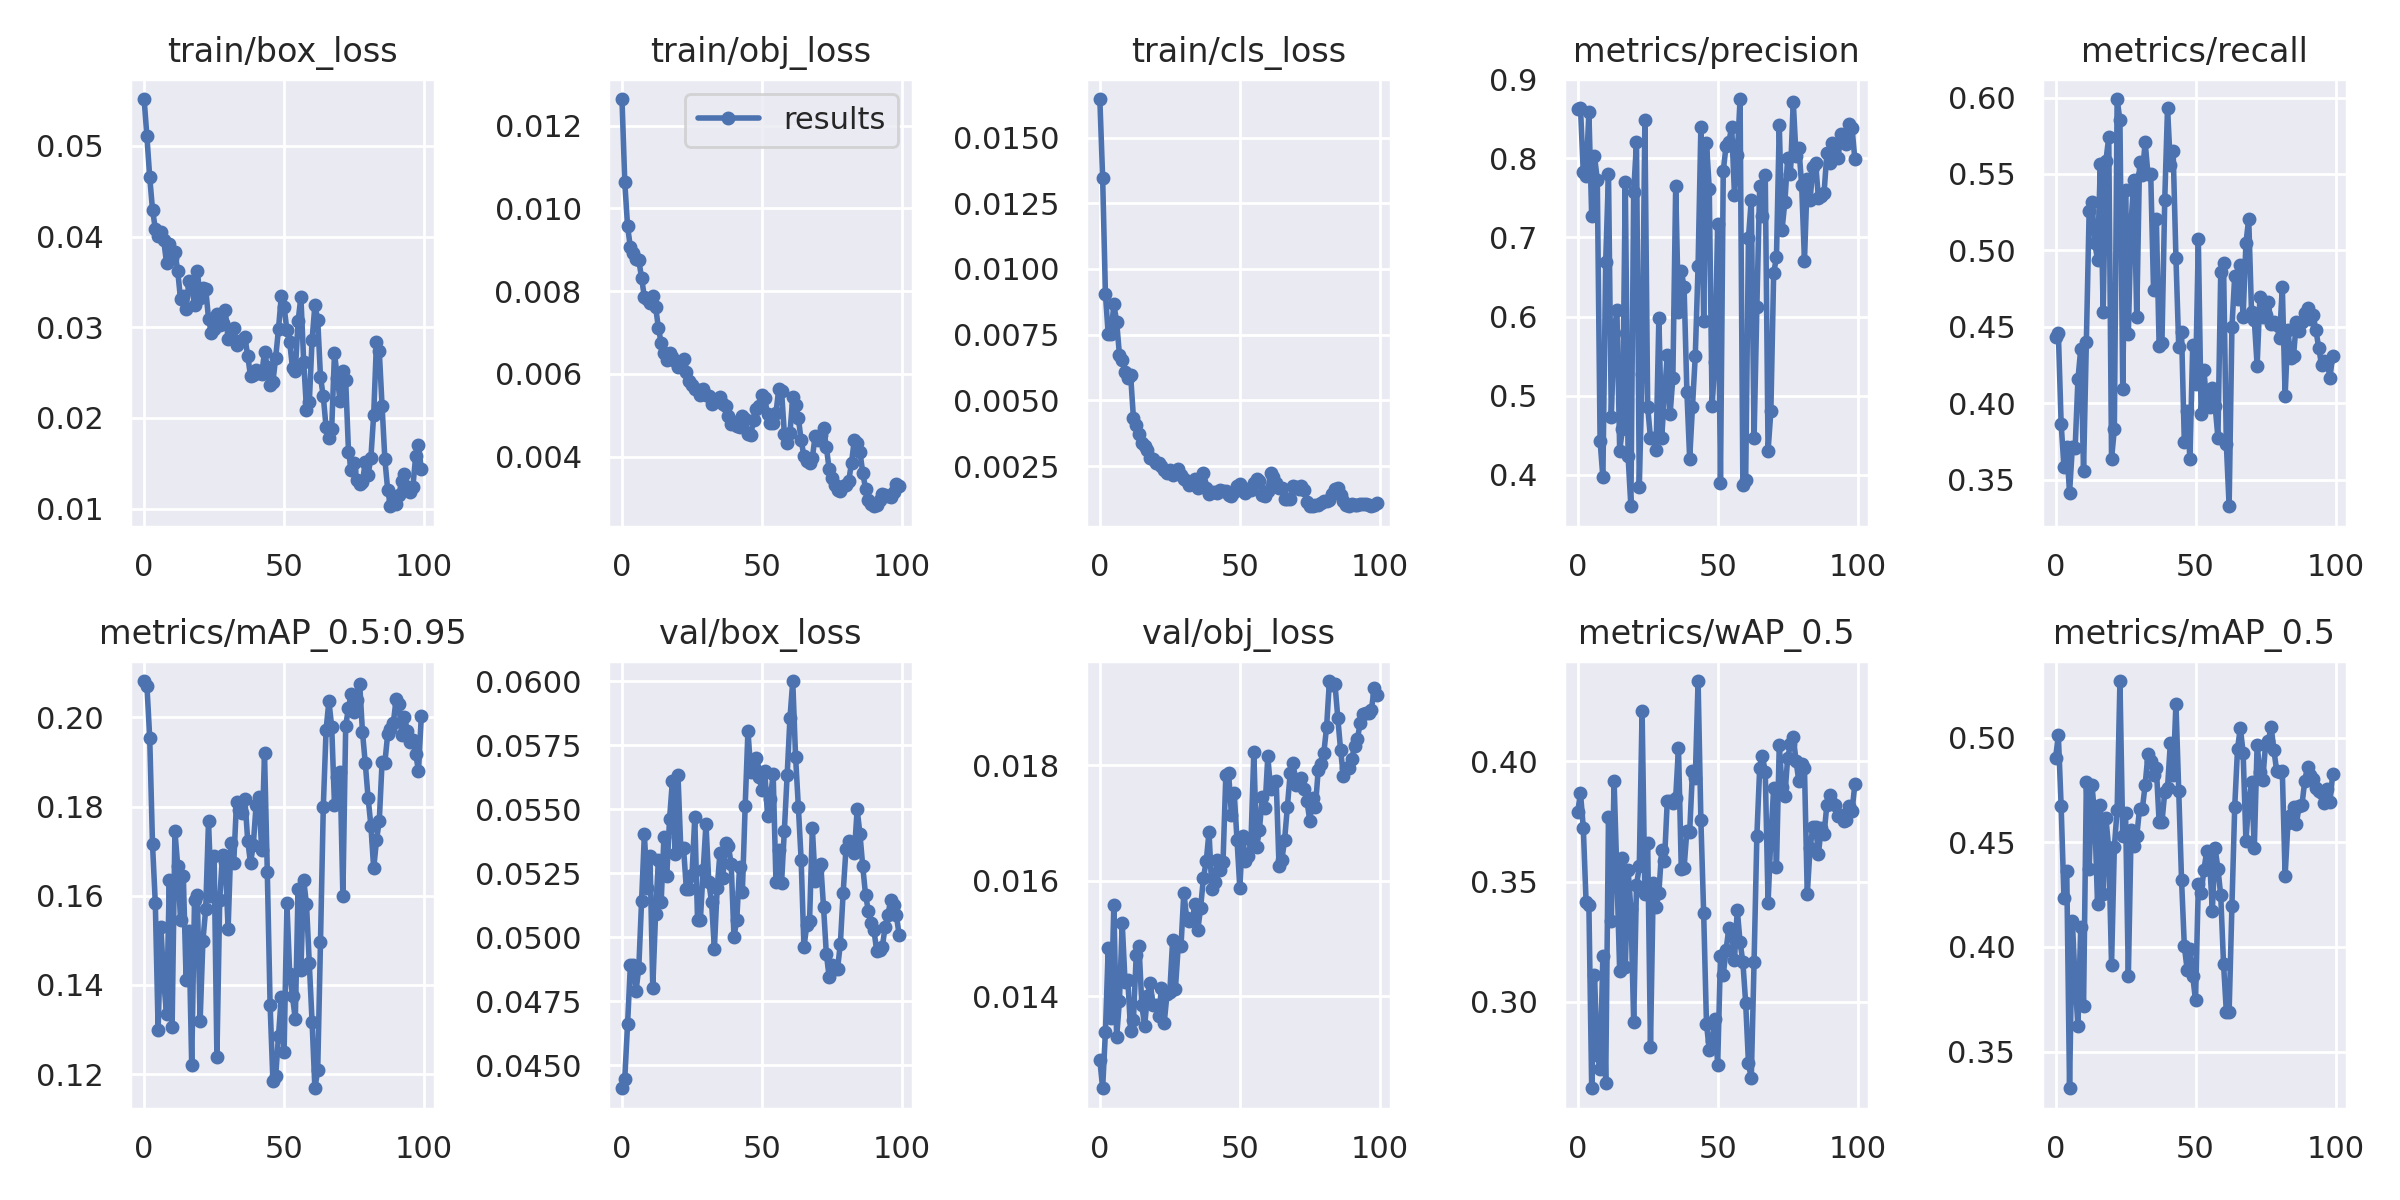 train/box_loss
0.05
0.04
0.03
0.02
0.01
0 50 100
train/obj_loss
results
0.012
0.010
0.008
0.006
0.004
0 50 100
train/cls_loss
0.0150
0.0125
0.0100
0.0075
0.0050
0.0025
0 50 100
metrics/precision
0.9
0.8
0.7
0.6
0.5
0.4
0 50 100
metrics/recall
0.60
0.55
0.50
0.45
0.40
0.35
0 50 100
metrics/mAP_0.5:0.95
0.20
0.18
0.16
0.14
0.12
0 50 100
val/box_loss
0.0600
0.0575
0.0550
0.0525
0.0500
0.0475
0.0450
0 50 100
val/obj_loss
0.018
0.016
0.014
0 50 100
metrics/wAP_0.5
0.40
0.35
0.30
0 50 100
metrics/mAP_0.5
0.50
0.45
0.40
0.35
0 50 100